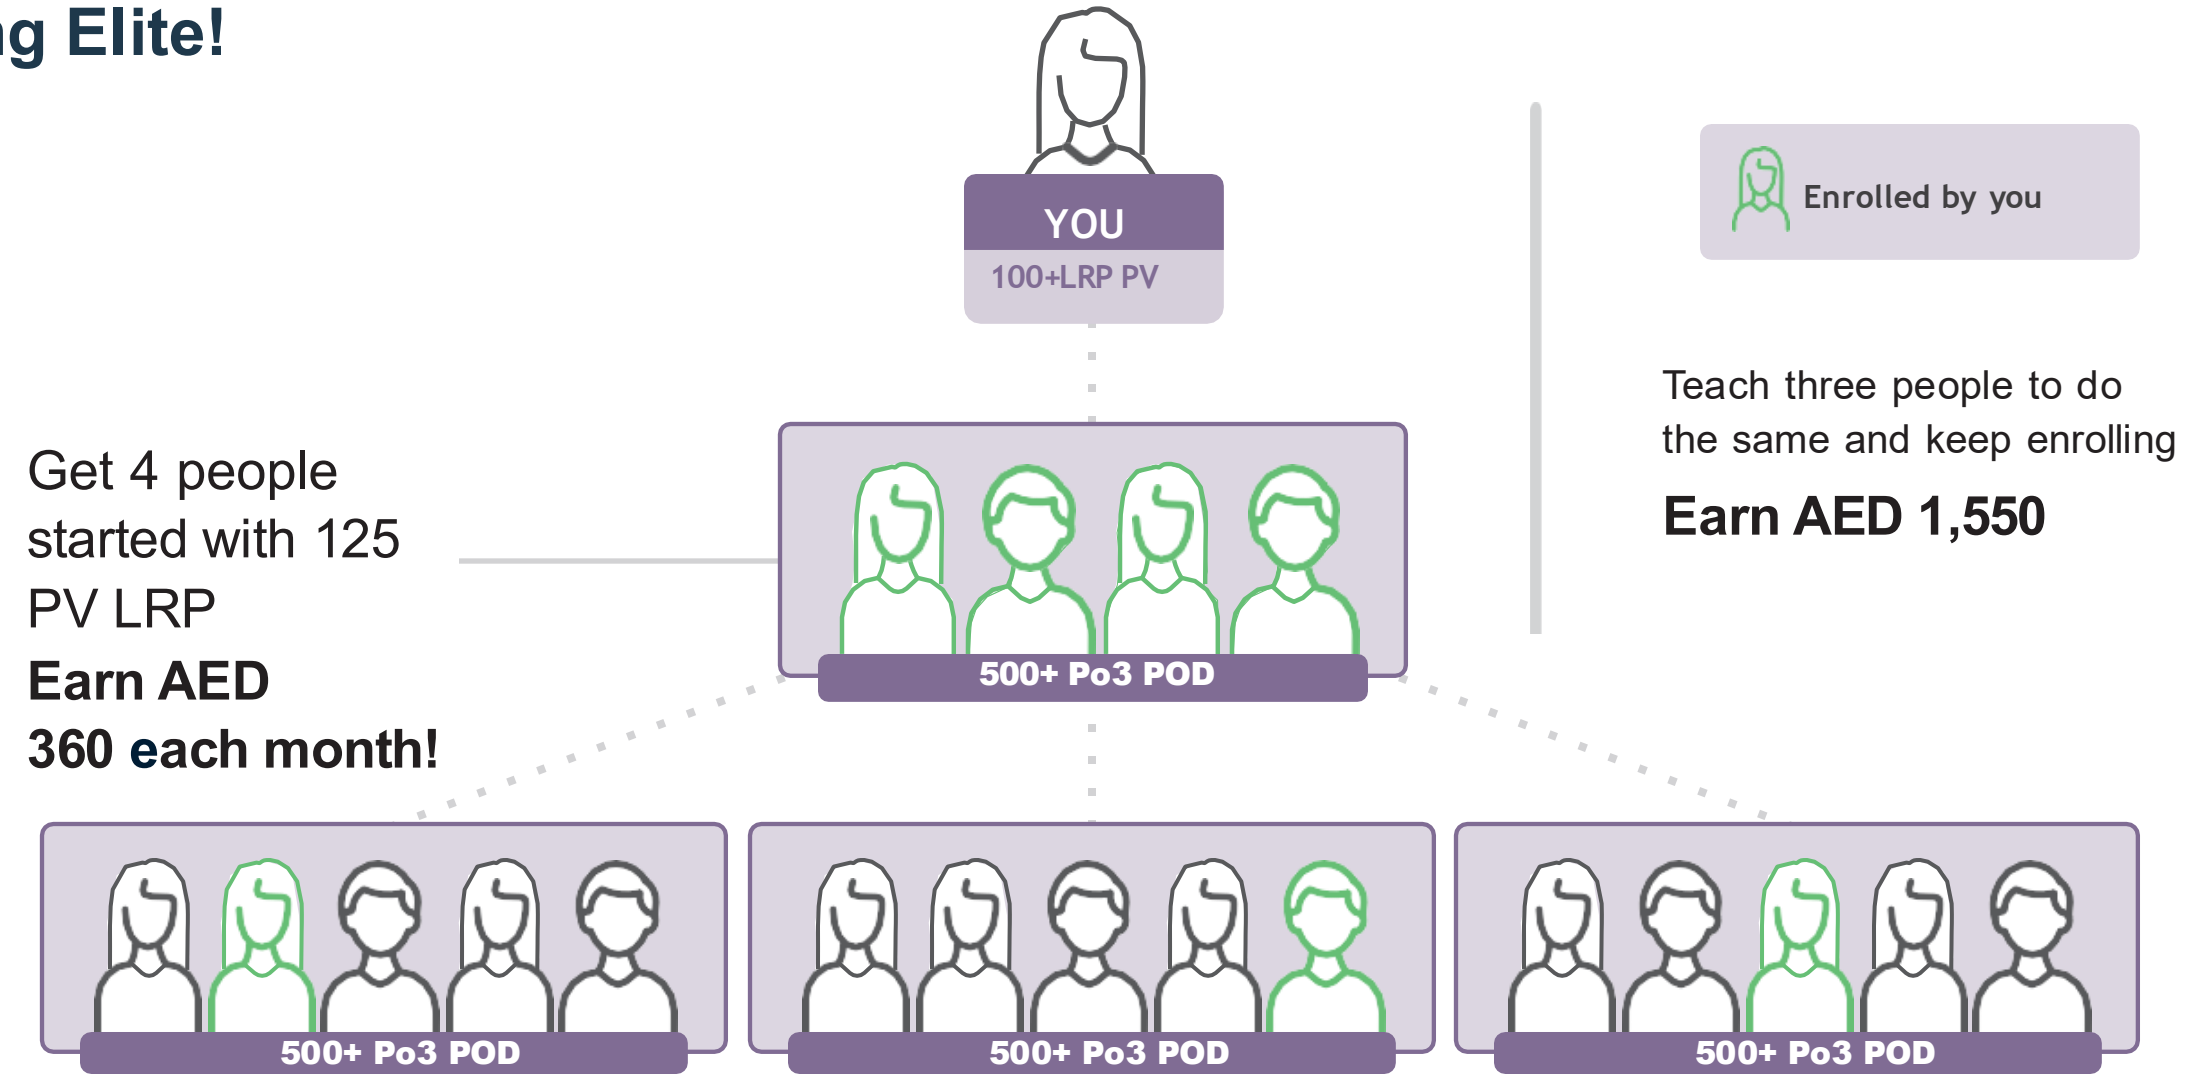 ng Elite!
YOU
100+LRP PV
Enrolled by you
Teach three people to do
the same and keep enrolling
Earn AED 1,550
Get 4 people
started with 125
PV LRP
Earn AED
360 each month!
500+ Po3 POD
500+ Po3 POD
500+ Po3 POD
500+ Po3 POD